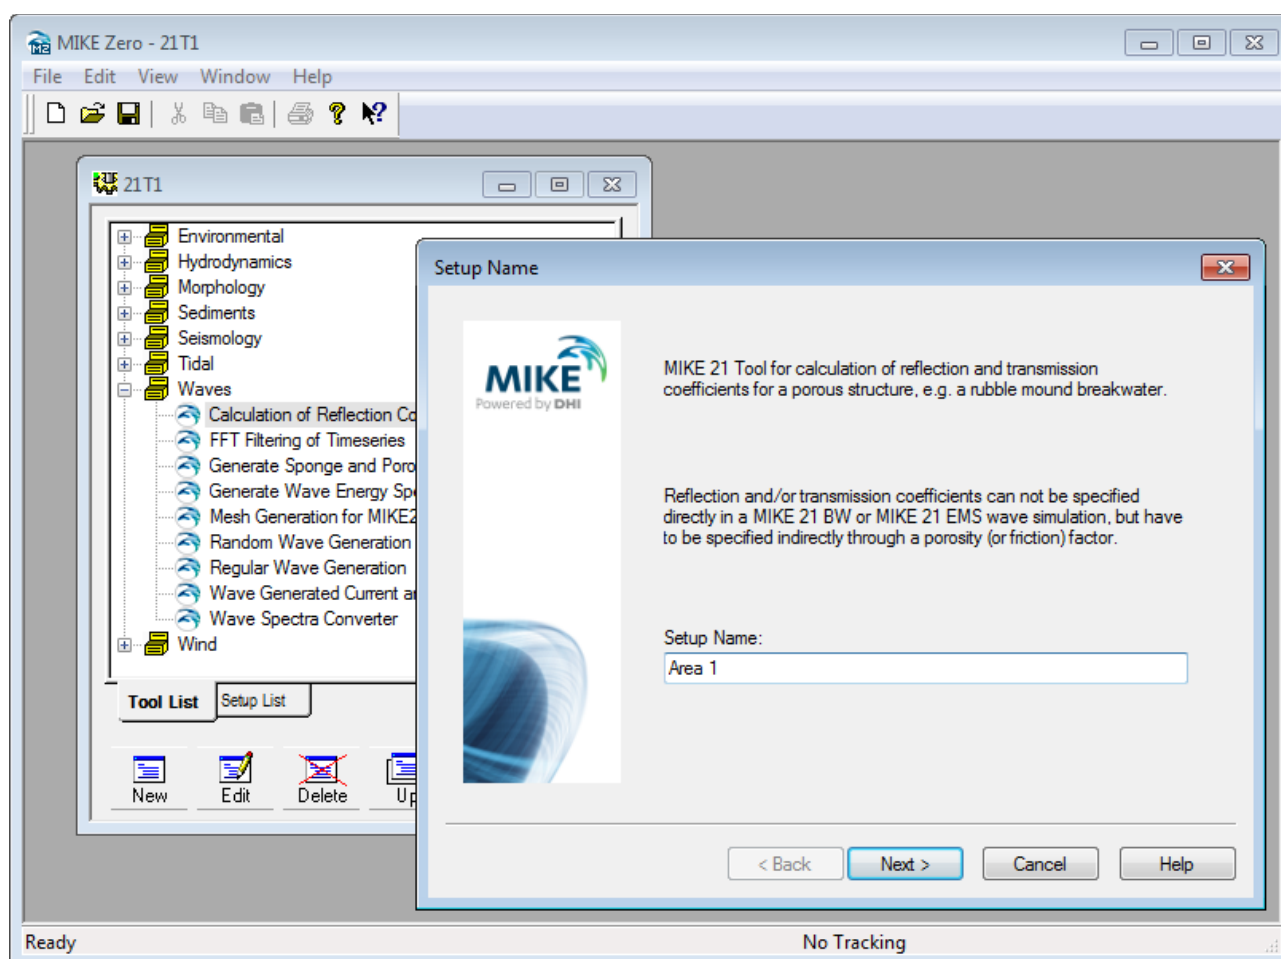 MIKE Zero - 21T1
File Edit View Window Help
21T1
Environmental
Hydrodynamics
Morphology
Sediments
Seismology
Tidal
Waves
Calculation of Reflection Co
FFT Filtering of Timeseries
Generate Sponge and Poro
Generate Wave Energy Spe
Mesh Generation for MIKE2
Random Wave Generation
Regular Wave Generation
Wave Generated Current a
Wave Spectra Converter
Wind
Tool List Setup List
New Edit Delete Up
Setup Name
MIKE
Powered by DHI
MIKE 21 Tool for calculation of reflection and transmission
coefficients for a porous structure, e.g. a rubble mound breakwater.
Reflection and/or transmission coefficients can not be specified
directly in a MIKE 21 BW or MIKE 21 EMS wave simulation, but have
to be specified indirectly through a porosity (or friction) factor.
Setup Name:
Area 1
< Back Next > Cancel Help
Ready No Tracking